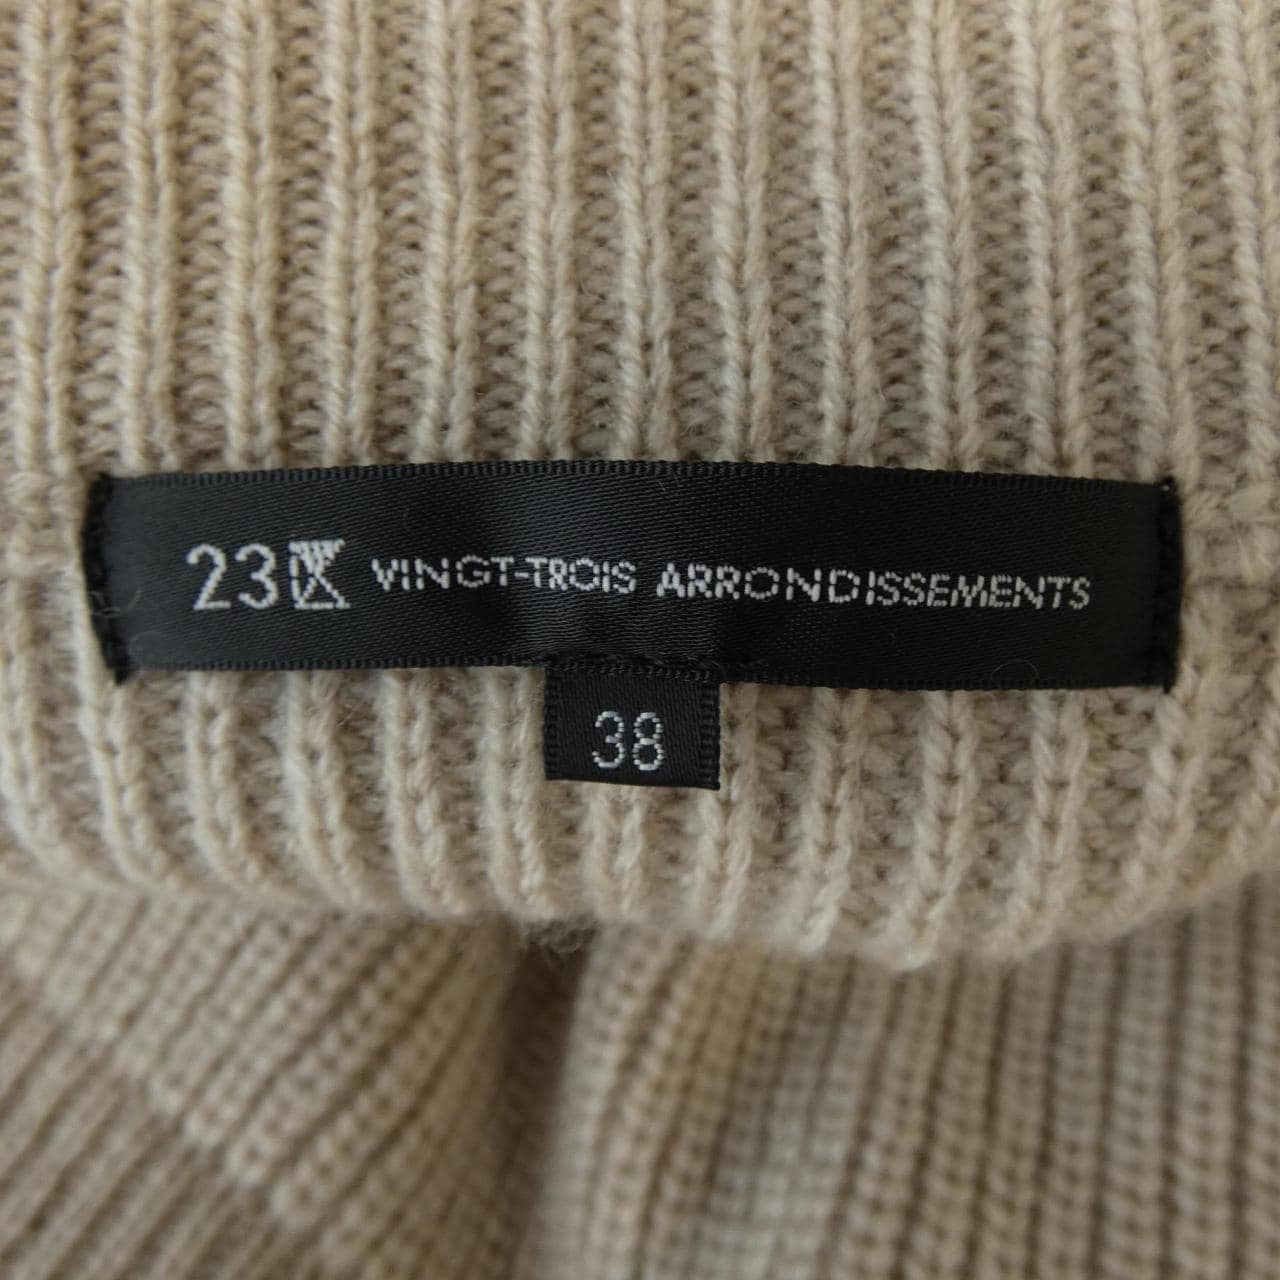 23区 VINGT-TROIS ARRONDISSEMENTS
38